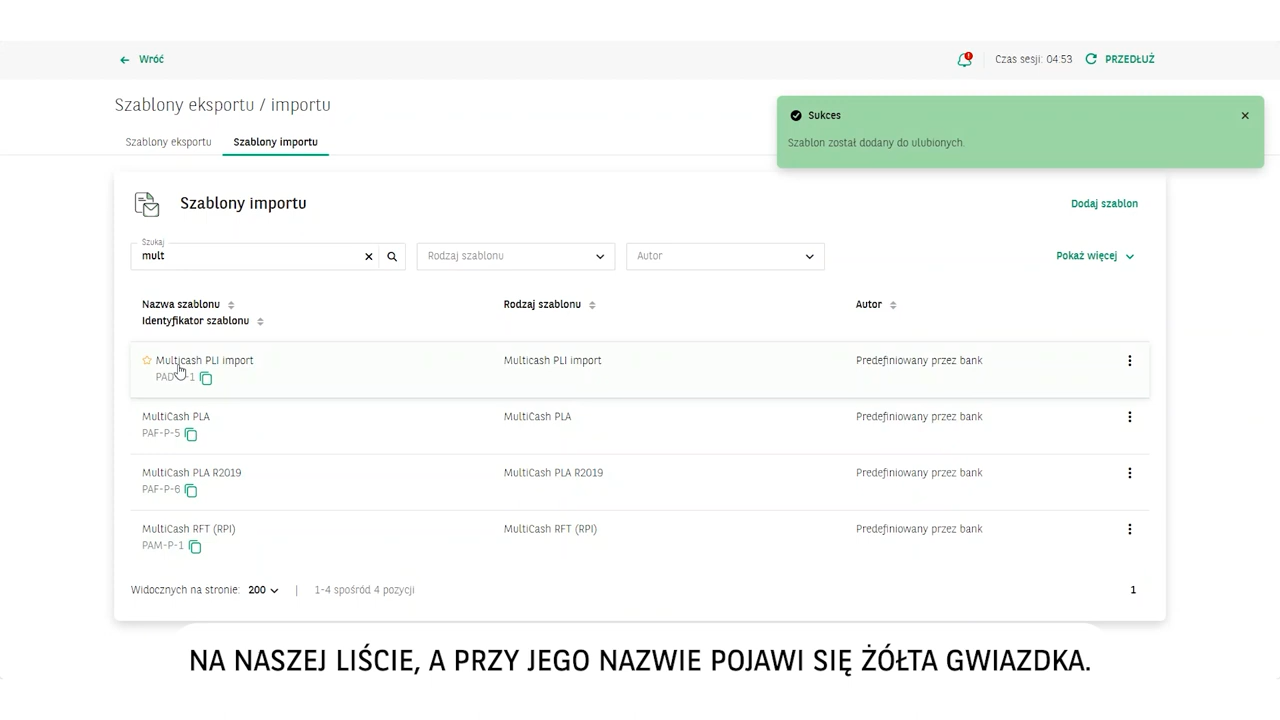 Wróć
Czas sesji: 04:53 PRZEDŁUŻ
Szablony eksportu / importu
Szablony eksportu Szablony importu
Sukces
Szablon został dodany do ulubionych.
Szablony importu
Dodaj szablon
Szukaj
mult
Rodzaj szablonu
Autor
Pokaż więcej
Nazwa szablonu Rodzaj szablonu Autor
Identyfikator szablonu
Multicash PLI import Multicash PLI import Predefiniowany przez bank
MultiCash PLA MultiCash PLA Predefiniowany przez bank
PAF-P-5
MultiCash PLA R2019 MultiCash PLA R2019 Predefiniowany przez bank
PAF-P-6
MultiCash RFT (RPI) MultiCash RFT (RPI) Predefiniowany przez bank
PAM-P-1
Widocznych na stronie: 200 | 1-4 spośród 4 pozycji 1
NA NASZEJ LIŚCIE, A PRZY JEGO NAZWIE POJAWI SIĘ ŻÓŁTA GWIAZDKA.